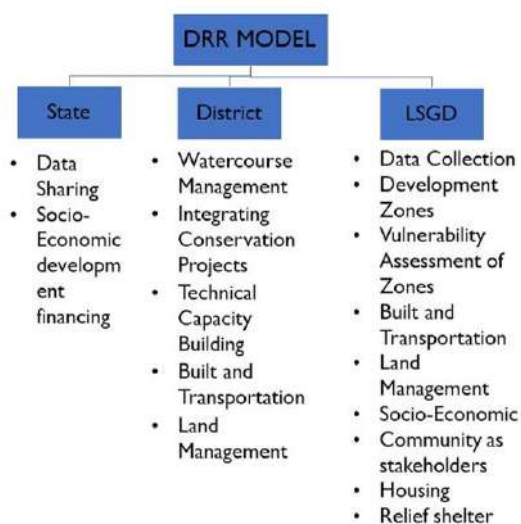 DRR MODEL
State
• Data
Sharing
• Socio-
Economic
developm
ent
financing
District
• Watercourse
Management
• Integrating
Conservation
Projects
• Technical
Capacity
Building
• Built and
Transportation
• Land
Management
LSGD
• Data Collection
• Development
Zones
• Vulnerability
Assessment of
Zones
• Built and
Transportation
• Land
Management
• Socio-Economic
• Community as
stakeholders
• Housing
• Relief shelter